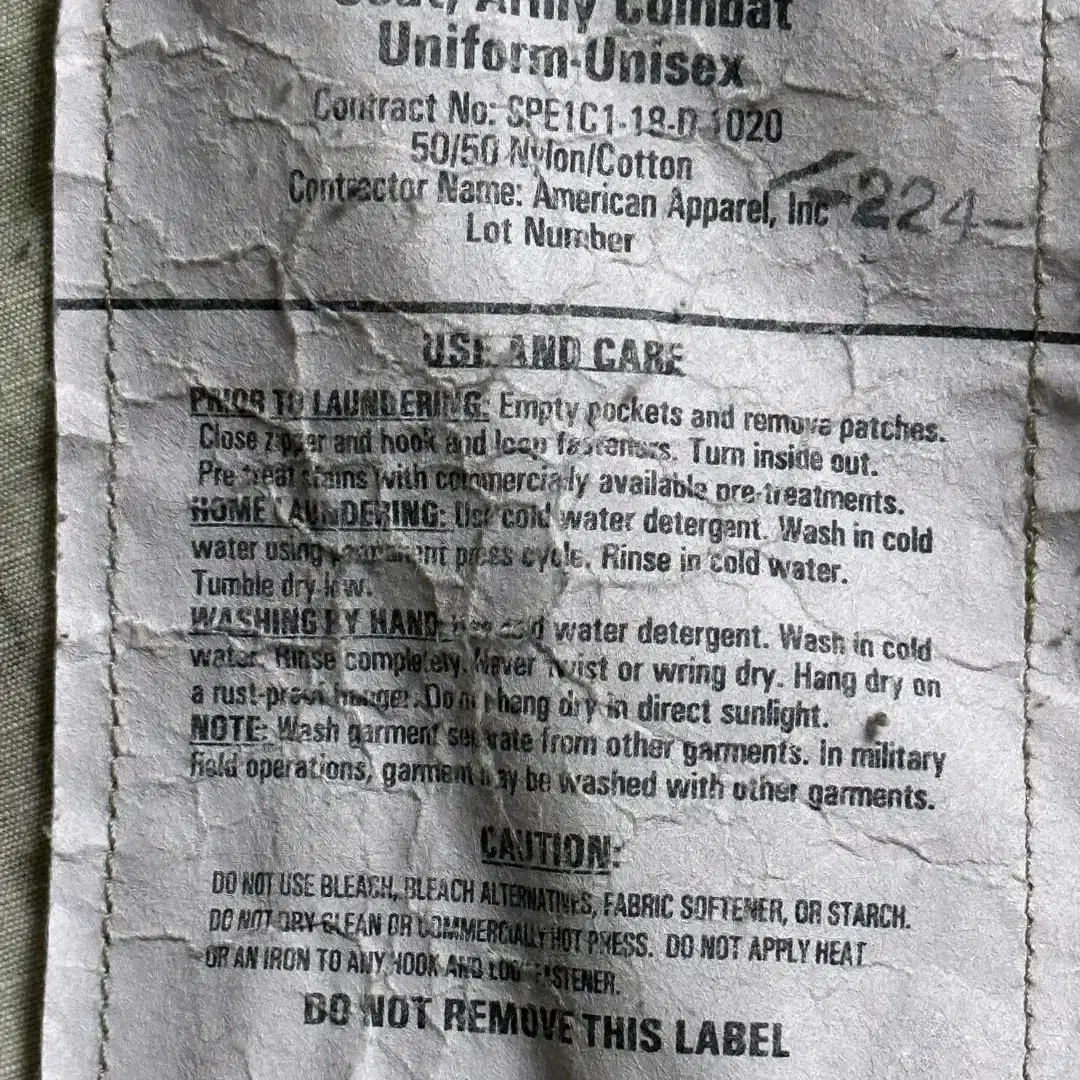 Coat, Army Combat
Uniform-Unisex
Contract No: SPE1C1-18-D-1020
50/50 Nylon/Cotton
Contractor Name: American Apparel, Inc
224
Lot Number
USE AND CARE
PRIOR TO LAUNDERING: Empty pockets and remove patches.
Close zipper and hook and loop fasteners. Turn inside out.
Pre-treat stains with commercially available pre-treatments.
HOME LAUNDERING: Use cold water detergent. Wash in cold
water using permanent press cycle. Rinse in cold water.
Tumble dry low.
WASHING BY HAND: Use cold water detergent. Wash in cold
water. Rinse completely. Never twist or wring dry. Hang dry on
a rust-proof hanger. Do not hang dry in direct sunlight.
NOTE: Wash garment separate from other garments. In military
field operations, garment may be washed with other garments.
CAUTION:
DO NOT USE BLEACH, BLEACH ALTERNATIVES, FABRIC SOFTENER, OR STARCH.
DO NOT DRY-CLEAN OR COMMERCIALLY HOT PRESS. DO NOT APPLY HEAT
OR AN IRON TO ANY HOOK AND LOOP FASTENER.
DO NOT REMOVE THIS LABEL